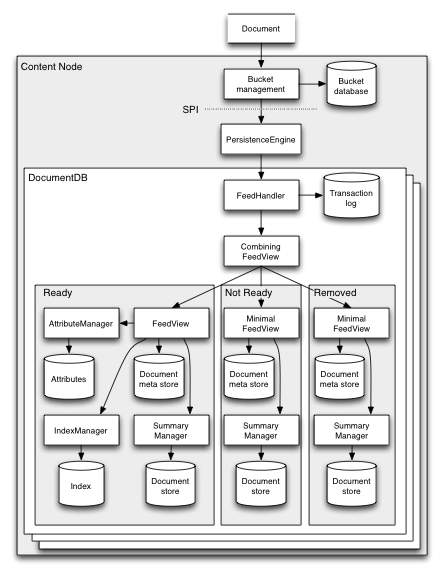 Document
Content Node
Bucket
management
Bucket
database
SPI
PersistenceEngine
DocumentDB
FeedHandler
Transaction
log
Combining
FeedView
Ready
Not Ready
Removed
AttributeManager
FeedView
Minimal
FeedView
Minimal
FeedView
Attributes
Document
meta store
Document
meta store
Document
meta store
IndexManager
Summary
Manager
Summary
Manager
Summary
Manager
Index
Document
store
Document
store
Document
store